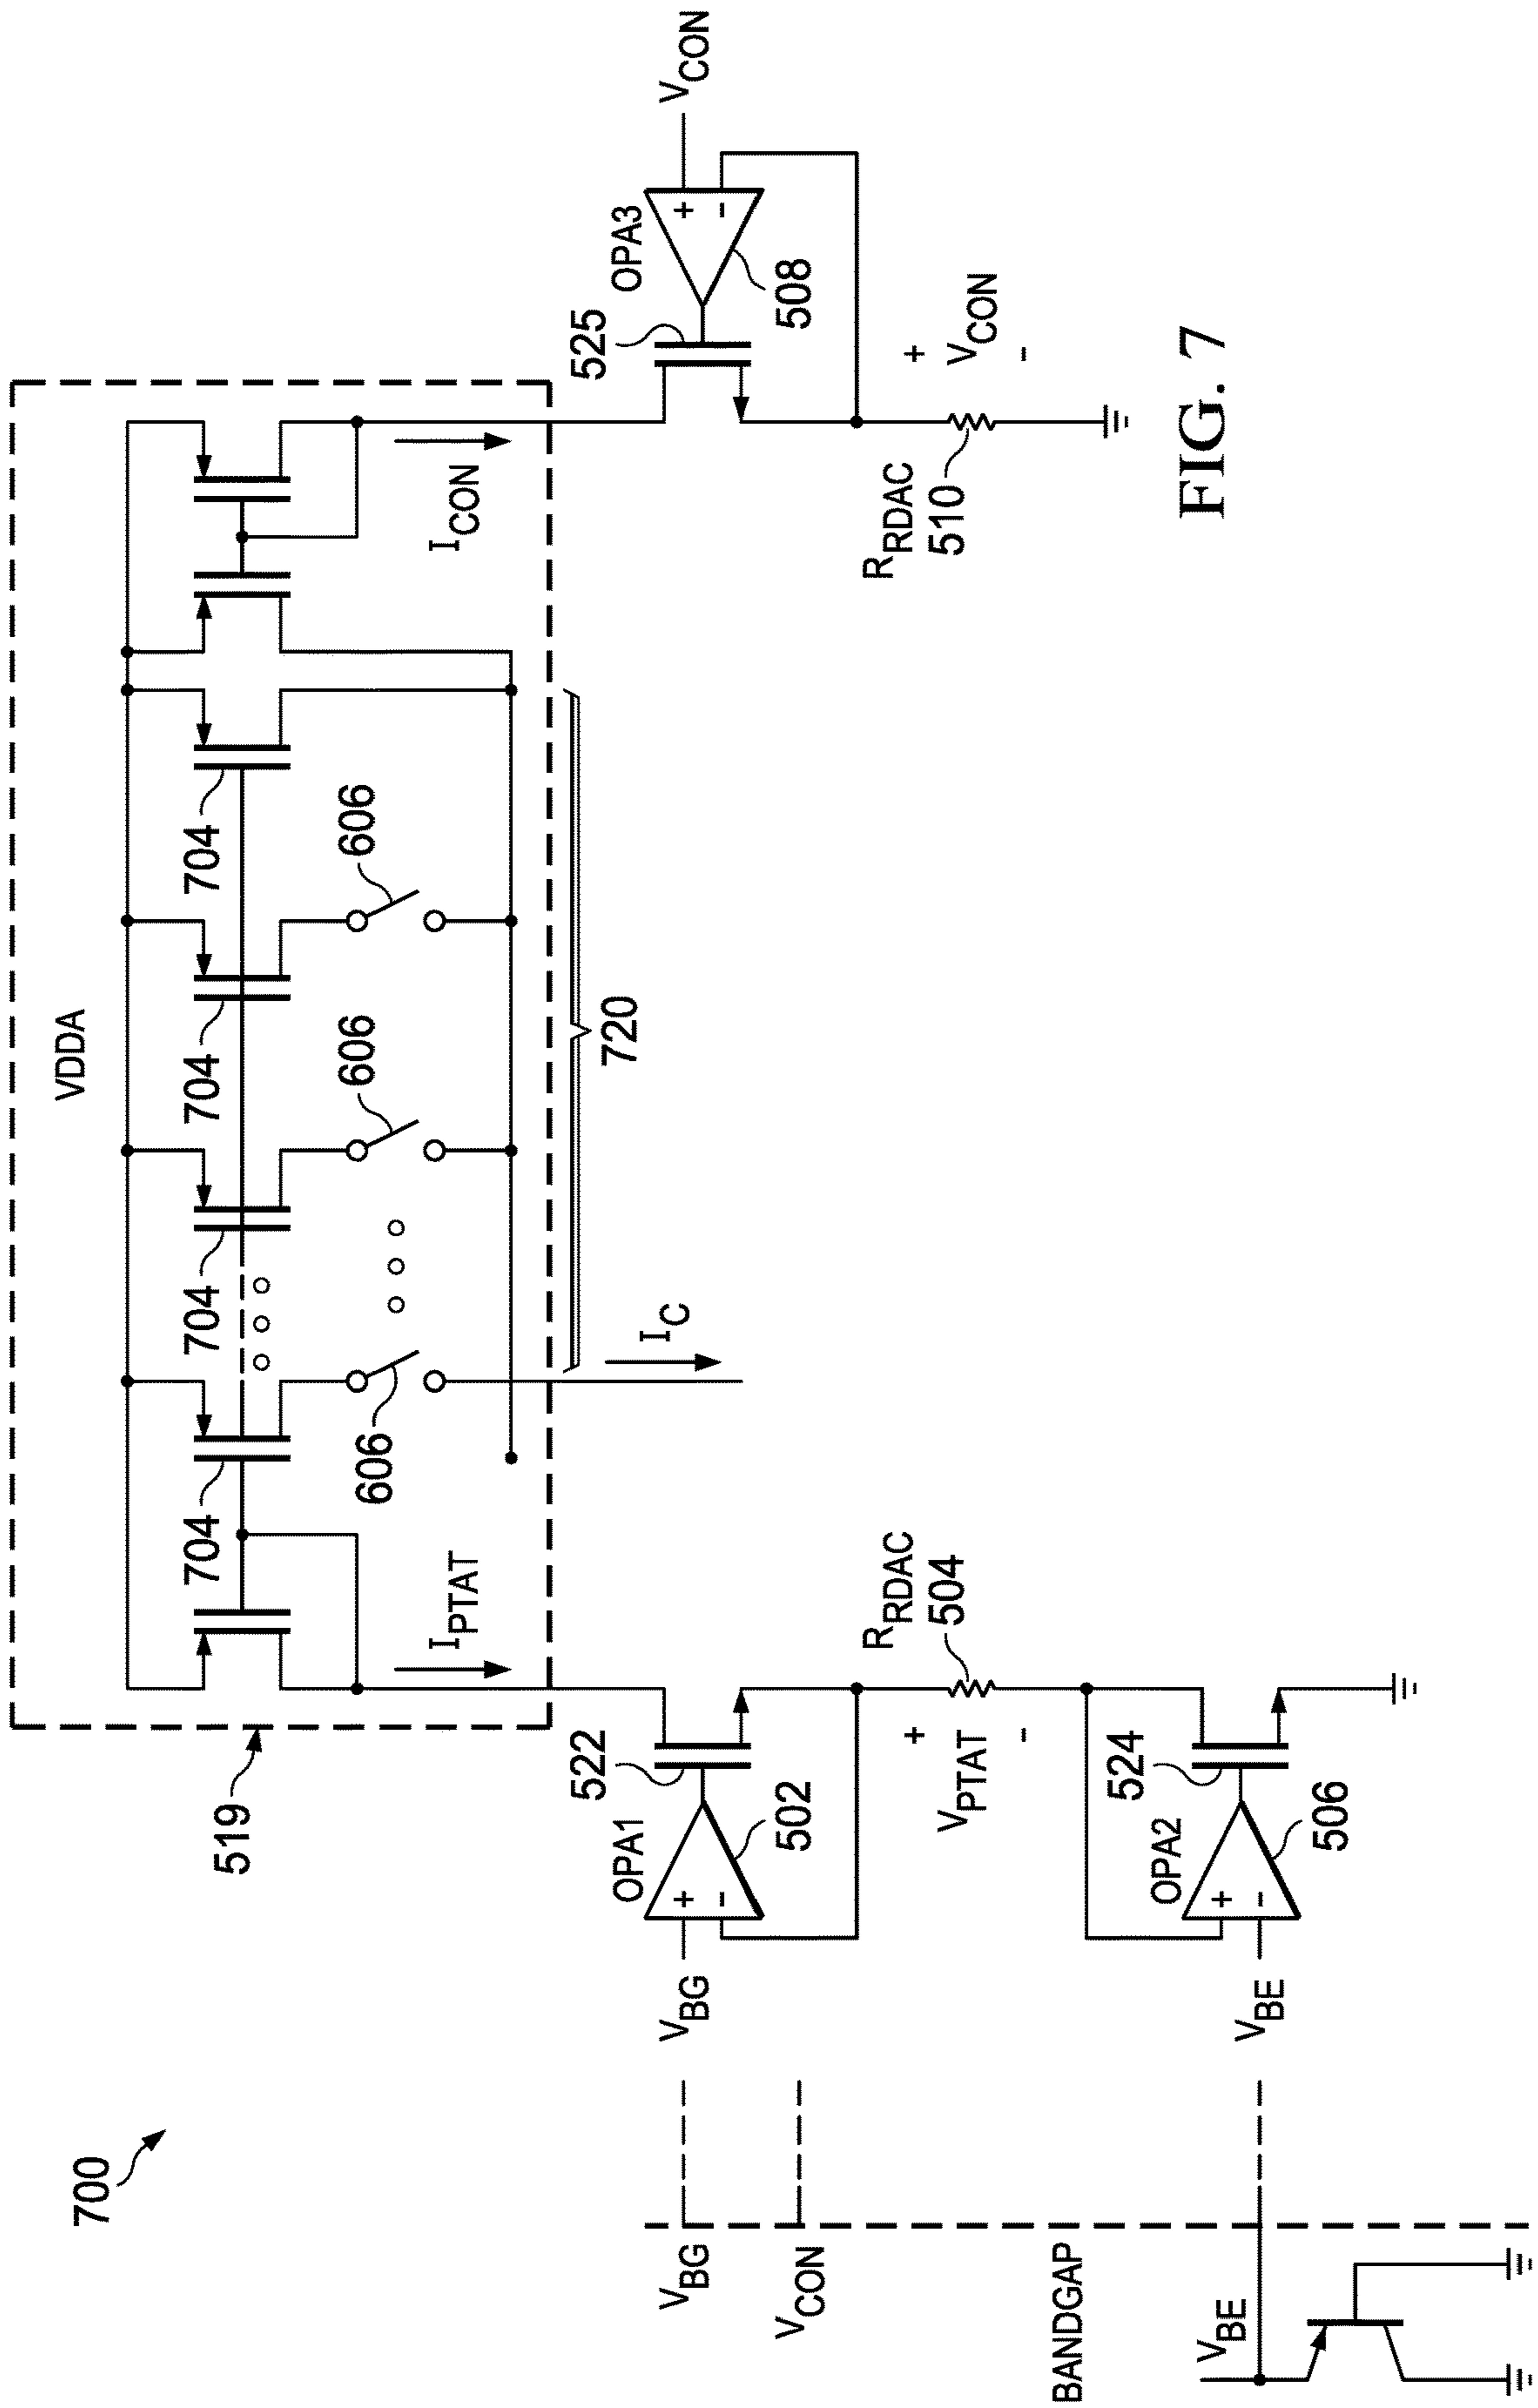 700
519
VDDA
704
704
704
704
606
606
606
720
I_PTAT
I_C
I_CON
V_BG
V_CON
BANDGAP
V_BE
V_BG
+
-
OPA1
502
522
R_RDAC
504
+
V_PTAT
-
V_BE
+
-
OPA2
506
524
525
OPA3
508
+
-
V_CON
R_RDAC
510
+
V_CON
-
FIG. 7